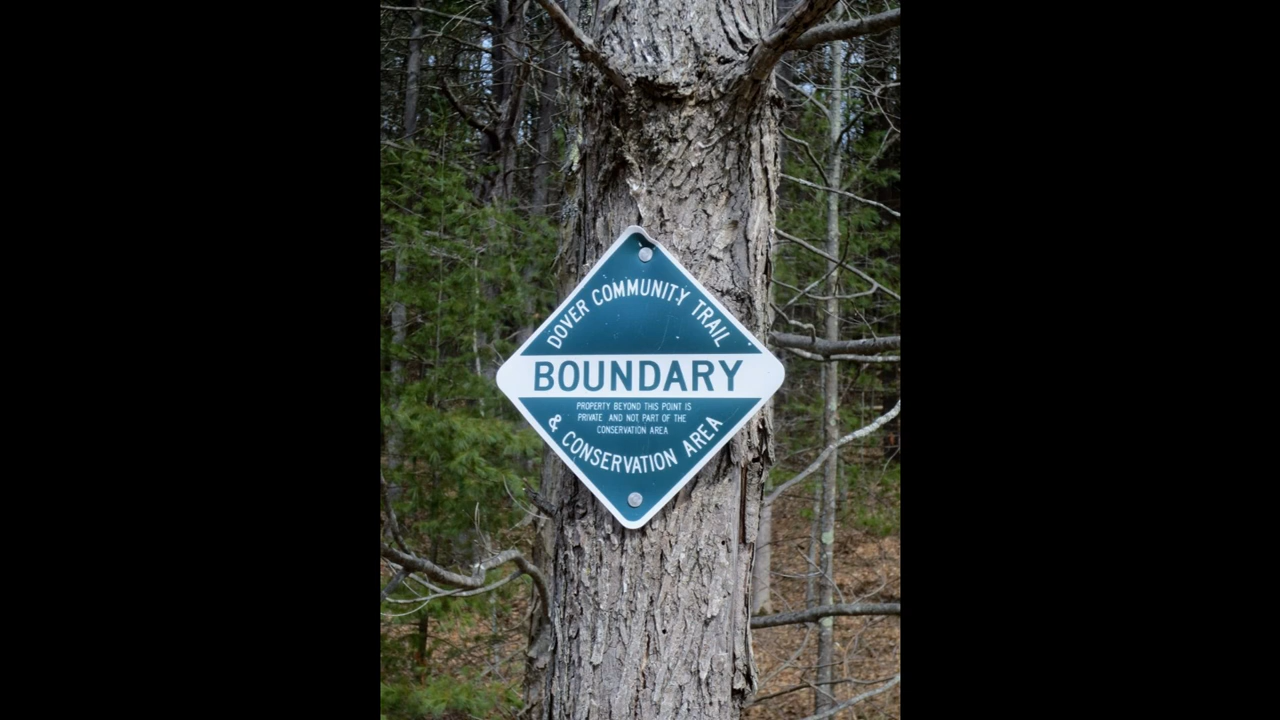 DOVER COMMUNITY TRAIL
BOUNDARY
PROPERTY BEYOND THIS POINT IS
PRIVATE AND NOT PART OF THE
CONSERVATION AREA
& CONSERVATION AREA